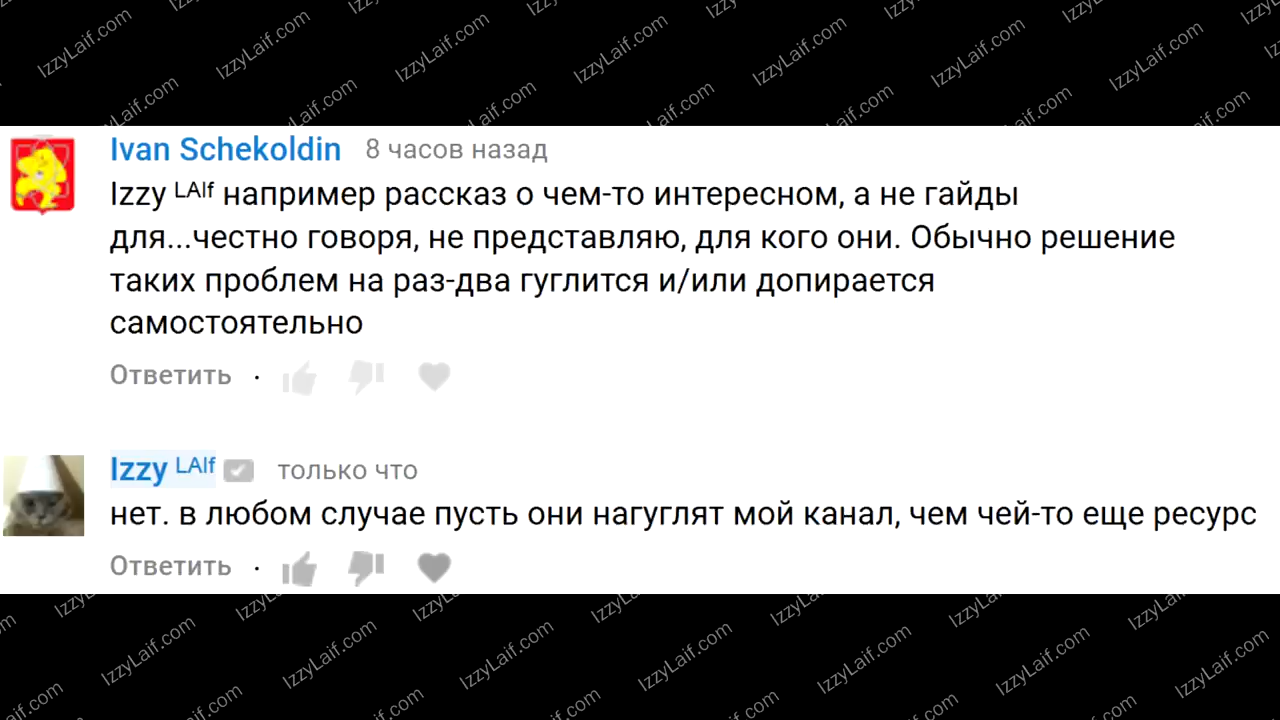 Ivan Schekoldin 8 часов назад
Izzy ᴸᴬᴵᶠ например рассказ о чем-то интересном, а не гайды
для...честно говоря, не представляю, для кого они. Обычно решение
таких проблем на раз-два гуглится и/или допирается
самостоятельно
Ответить ·
Izzy ᴸᴬᴵᶠ только что
нет. в любом случае пусть они нагуглят мой канал, чем чей-то еще ресурс
Ответить ·
IzzyLaif.com